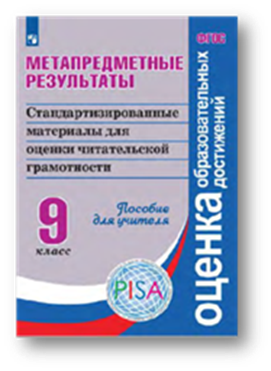 ФГОС
МЕТАПРЕДМЕТНЫЕ
РЕЗУЛЬТАТЫ
Стандартизированные
материалы для
оценки читательской
грамотности
9
класс
Пособие
для учителя
PISA
оценка
образовательных
достижений